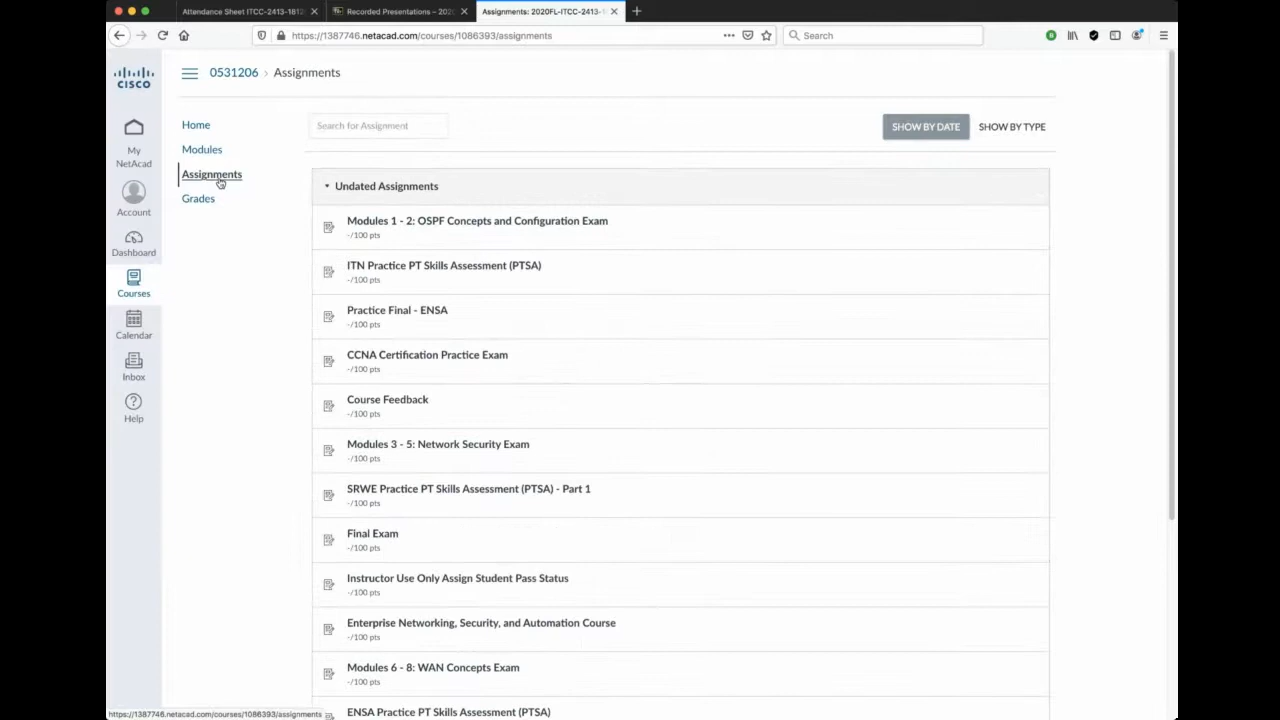 Attendance Sheet ITCC-2413-1812
Recorded Presentations – 202
Assignments: 2020FL-ITCC-2413-1
https://1387746.netacad.com/courses/1086393/assignments
Search
CISCO
0531206 › Assignments
My NetAcad
Account
Dashboard
Courses
Calendar
Inbox
Help
Home
Modules
Assignments
Grades
Search for Assignment
SHOW BY DATE
SHOW BY TYPE
Undated Assignments
Modules 1 - 2: OSPF Concepts and Configuration Exam
-/100 pts
ITN Practice PT Skills Assessment (PTSA)
-/100 pts
Practice Final - ENSA
-/100 pts
CCNA Certification Practice Exam
-/100 pts
Course Feedback
-/100 pts
Modules 3 - 5: Network Security Exam
-/100 pts
SRWE Practice PT Skills Assessment (PTSA) - Part 1
-/100 pts
Final Exam
-/100 pts
Instructor Use Only Assign Student Pass Status
-/100 pts
Enterprise Networking, Security, and Automation Course
-/100 pts
Modules 6 - 8: WAN Concepts Exam
-/100 pts
ENSA Practice PT Skills Assessment (PTSA)
https://1387746.netacad.com/courses/1086393/assignments